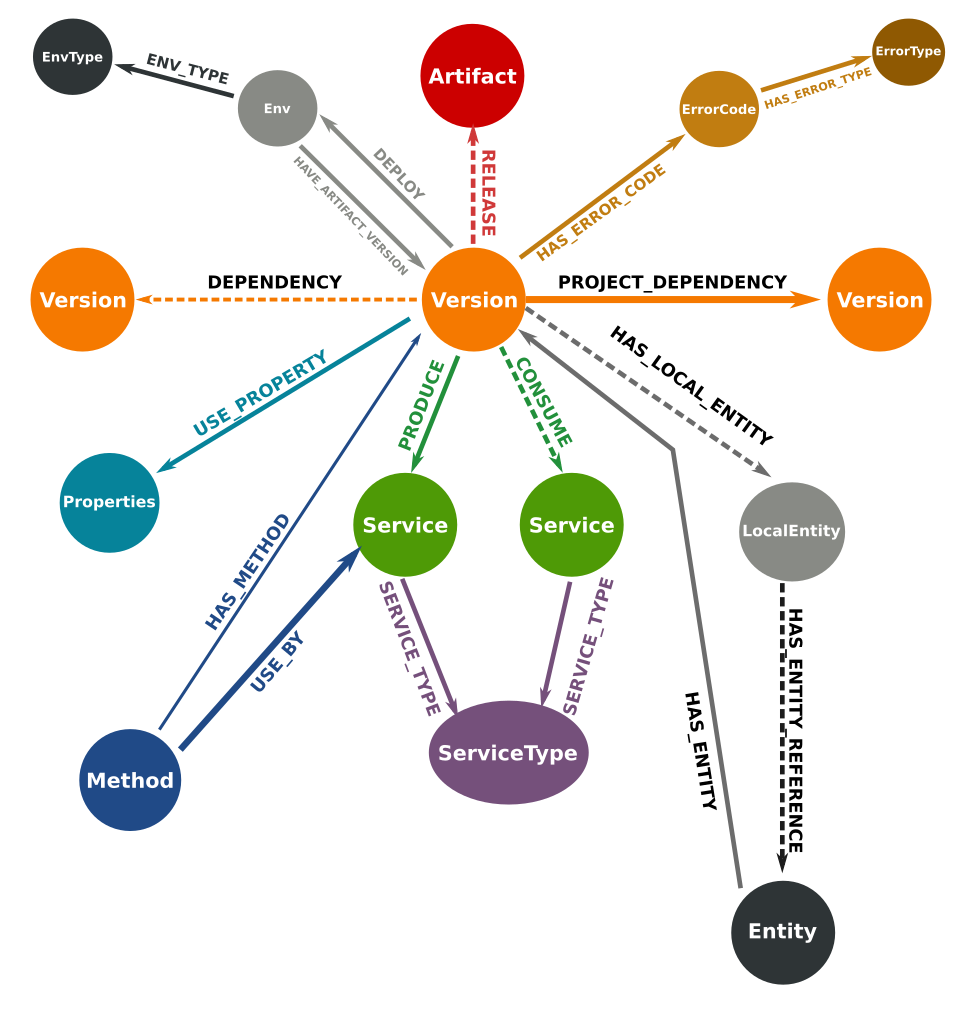 EnvType
ENV_TYPE
Env
Artifact
ErrorCode
ErrorType
HAS_ERROR_TYPE
DEPLOY
HAVE_ARTIFACT_VERSION
RELEASE
HAS_ERROR_CODE
Version
DEPENDENCY
Version
PROJECT_DEPENDENCY
Version
USE_PROPERTY
PRODUCE
CONSUME
HAS_LOCAL_ENTITY
Properties
Service
Service
LocalEntity
HAS_METHOD
USE_BY
SERVICE_TYPE
SERVICE_TYPE
HAS_ENTITY
HAS_ENTITY_REFERENCE
Method
ServiceType
Entity